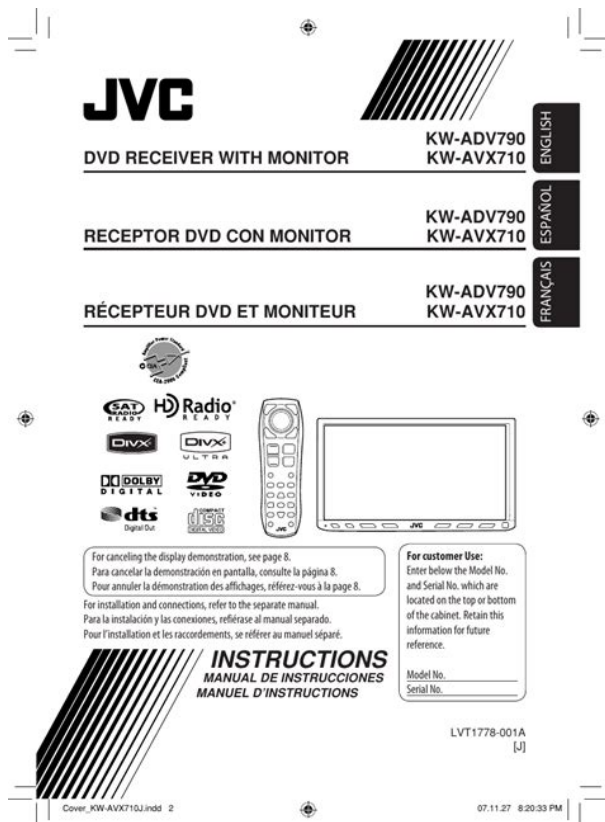 JVC
KW-ADV790
DVD RECEIVER WITH MONITOR KW-AVX710
ENGLISH
KW-ADV790
RECEPTOR DVD CON MONITOR KW-AVX710
ESPAÑOL
KW-ADV790
RÉCEPTEUR DVD ET MONITEUR KW-AVX710
FRANÇAIS
Amplifier Power Standard
CEA
CEA-2006 Compliant
SAT
RADIO
READY
HD Radio
READY
DIVX
DIVX
ULTRA
DOLBY
DIGITAL
DVD
VIDEO
dts
Digital Out
COMPACT
disc
DIGITAL VIDEO
JVC
JVC
For canceling the display demonstration, see page 8.
Para cancelar la demostración en pantalla, consulte la página 8.
Pour annuler la démonstration des affichages, référez-vous à la page 8.
For installation and connections, refer to the separate manual.
Para la instalación y las conexiones, refiérase al manual separado.
Pour l'installation et les raccordements, se référer au manuel séparé.
For customer Use:
Enter below the Model No.
and Serial No. which are
located on the top or bottom
of the cabinet. Retain this
information for future
reference.
Model No.
Serial No.
INSTRUCTIONS
MANUAL DE INSTRUCCIONES
MANUEL D'INSTRUCTIONS
LVT1778-001A
[J]
Cover_KW-AVX710J.indd 2
07.11.27 8:20:33 PM